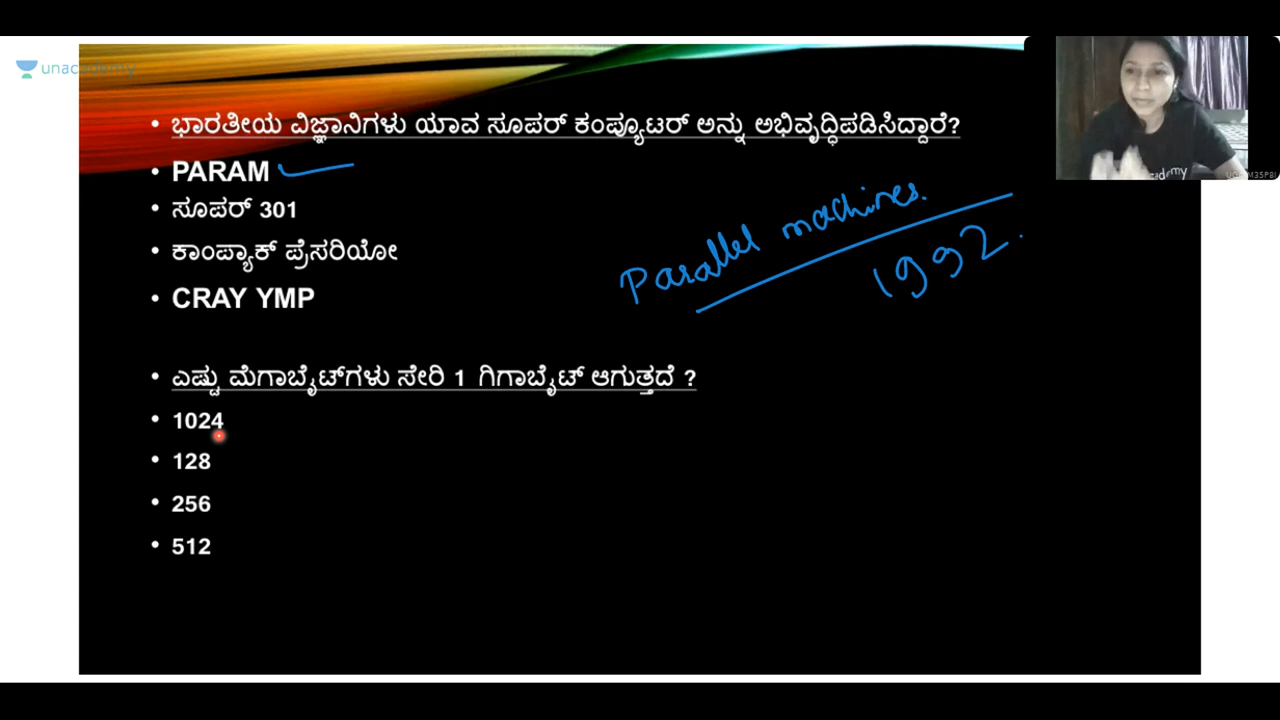 unacademy
ಭಾರತೀಯ ವಿಜ್ಞಾನಿಗಳು ಯಾವ ಸೂಪರ್ ಕಂಪ್ಯೂಟರ್ ಅನ್ನು ಅಭಿವೃದ್ಧಿಪಡಿಸಿದ್ದಾರೆ?
PARAM
ಸೂಪರ್ 301
ಕಾಂಪ್ಯಾಕ್ ಪ್ರೆಸರಿಯೋ
CRAY YMP
Parallel machines.
1992.
ಎಷ್ಟು ಮೆಗಾಬೈಟ್‌ಗಳು ಸೇರಿ 1 ಗಿಗಾಬೈಟ್ ಆಗುತ್ತದೆ ?
1024
128
256
512